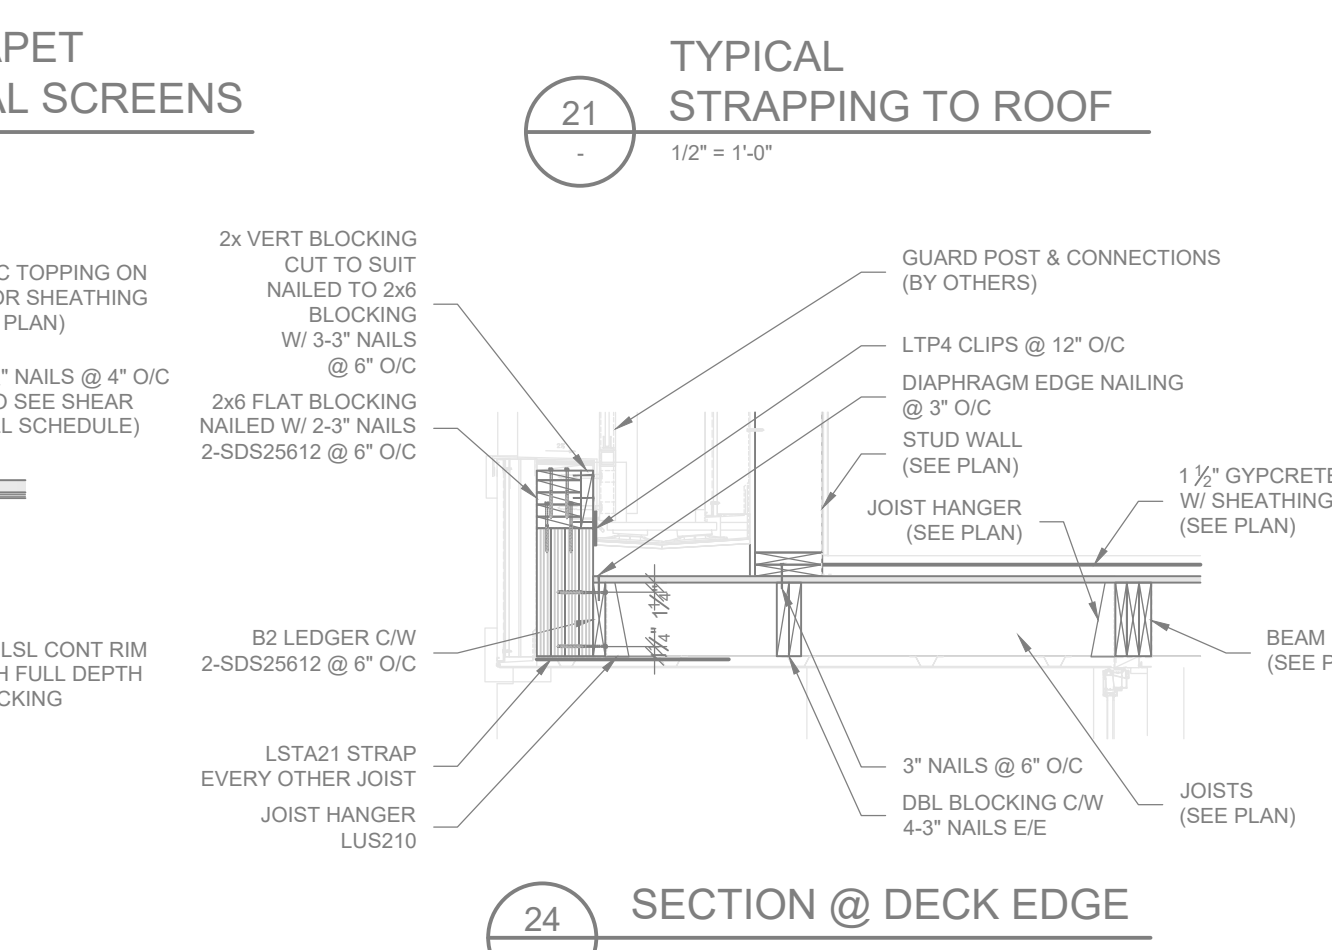 APET
AL SCREENS
21
-
TYPICAL
STRAPPING TO ROOF
1/2" = 1'-0"
C TOPPING ON
OR SHEATHING
PLAN)
" NAILS @ 4" O/C
O SEE SHEAR
L SCHEDULE)
LSL CONT RIM
H FULL DEPTH
CKING
2x VERT BLOCKING
CUT TO SUIT
NAILED TO 2x6
BLOCKING
W/ 3-3" NAILS
@ 6" O/C
2x6 FLAT BLOCKING
NAILED W/ 2-3" NAILS
2-SDS25612 @ 6" O/C
B2 LEDGER C/W
2-SDS25612 @ 6" O/C
LSTA21 STRAP
EVERY OTHER JOIST
JOIST HANGER
LUS210
GUARD POST & CONNECTIONS
(BY OTHERS)
LTP4 CLIPS @ 12" O/C
DIAPHRAGM EDGE NAILING
@ 3" O/C
STUD WALL
(SEE PLAN)
JOIST HANGER
(SEE PLAN)
1 ½" GYPCRETE
W/ SHEATHING
(SEE PLAN)
BEAM
(SEE P
3" NAILS @ 6" O/C
DBL BLOCKING C/W
4-3" NAILS E/E
JOISTS
(SEE PLAN)
24
SECTION @ DECK EDGE